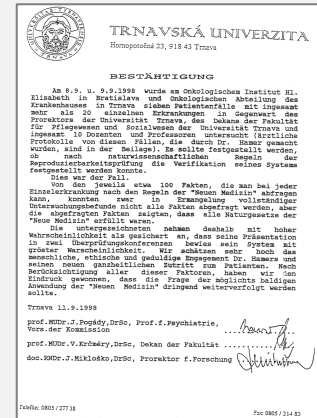 TRNAVSKÁ UNIVERZITA
Hornopotočná 23, 918 43 Trnava
BESTÄHTIGUNG
Am 8.9. u. 9.9.1998 wurde am Onkologischem Institut Hl.
Elisabeth in Bratislava und Onkologischen Abteilung des
Krankenhauses in Trnava sieben Patientenfälle mit ingesamt
mehr als 20 einzelnen Erkrankungen in Gegenwart des
Prorektors der Universität Trnava, des Dekans der Fakultät
für Pflegewesen und Sozialwesen der Universität Trnava und
ingesamt 10 Dozenten und Professoren untersucht (ärztliche
Protokolle von diesen Fällen, die durch Dr. Hamer gemacht
wurden, sind in der Beilage). Es sollte festgestellt werden,
ob nach naturwissenschaftlichen Regeln der
Reproduzierbarkeitsprüfung die Verifikation seines Systems
festgestellt werden konnte.
Dies war der Fall.
Von den jeweils etwa 100 Fakten, die man bei jeder
Einzelerkrankung nach den Regeln der "Neuen Medizin" abfragen
kann, konnten zwar in Ermangelung vollständiger
Untersuchungsbefunde nicht alle Fakten abgefragt werden, aber
die abgefragten Fakten zeigten, dass alle Naturgesetze der
"Neue Medizin" erfüllt waren.
Die untergezeichneten nehmen deshalb mit hoher
Wahrscheinlichkeit als gesichert an, dass seine Präsentation
in zwei Überprüfungskonferenzen bewies sein System mit
gröster Warscheinlichkeit. Wir schätzen sehr hoch das
menschliche, ethische und geduldige Engagement Dr. Hamers und
seinen neuen ganzheitlichen Zutritt zum Patienten. Nach
Berücksichtigung aller dieser Faktoren, haben wir den
Eindruck gewonnen, dass die Frage der möglichts baldigen
Anwendung der "Neuen Medizin" dringend weiterverfolgt werden
sollte.
Trnava 11.9.1998
prof.MUDr.J.Pogády,DrSc, Prof.f.Psychiatrie,
Vors.der Kommission
prof.MUDr.V.Krčméry,DrSc, Dekan der Fakultät
doc.RNDr.J.Mikloško,DrSc, Prorektor f.Forschung
Telefón: 0805 / 277 38
Fax: 0805 / 214 83